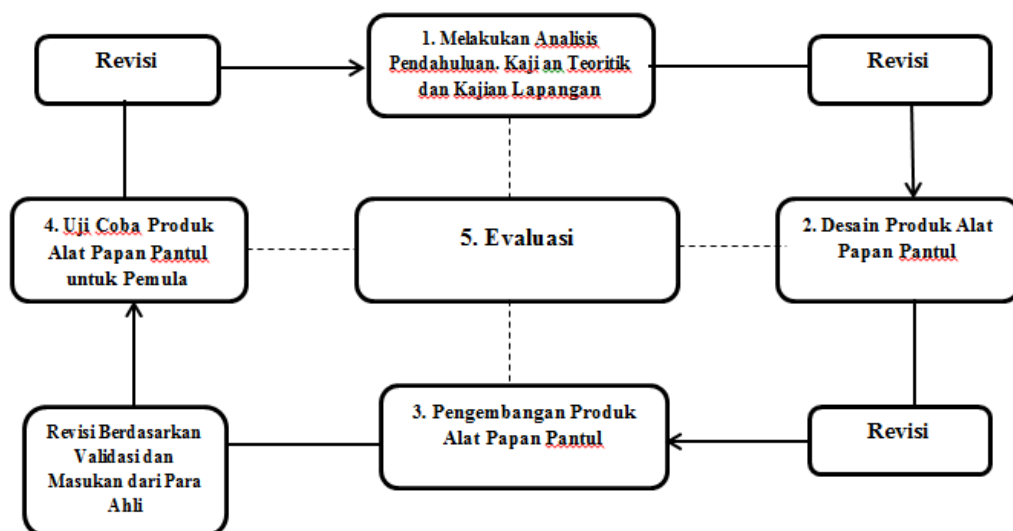 Revisi
1. Melakukan Analisis
Pendahuluan. Kajian Teoritik
dan Kajian Lapangan
Revisi
4. Uji Coba Produk
Alat Papan Pantul
untuk Pemula
5. Evaluasi
2. Desain Produk Alat
Papan Pantul
Revisi Berdasarkan
Validasi dan
Masukan dari Para
Ahli
3. Pengembangan Produk
Alat Papan Pantul
Revisi